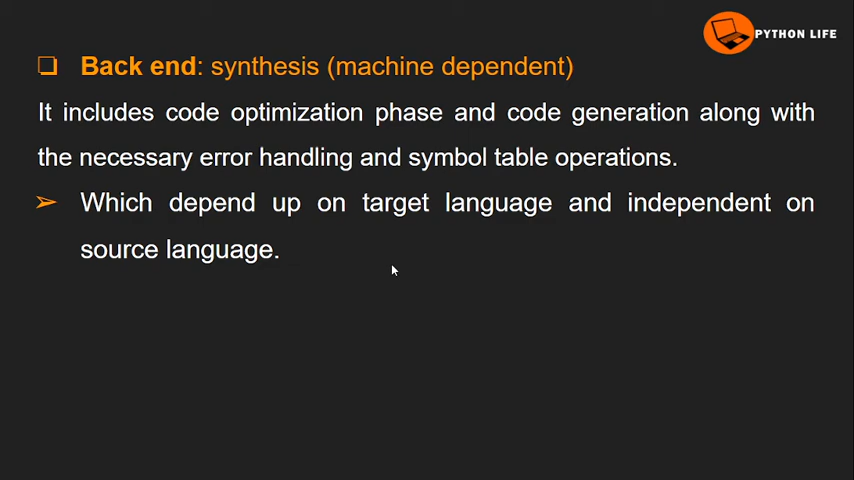 PYTHON LIFE
Back end: synthesis (machine dependent)
It includes code optimization phase and code generation along with
the necessary error handling and symbol table operations.
Which depend up on target language and independent on
source language.